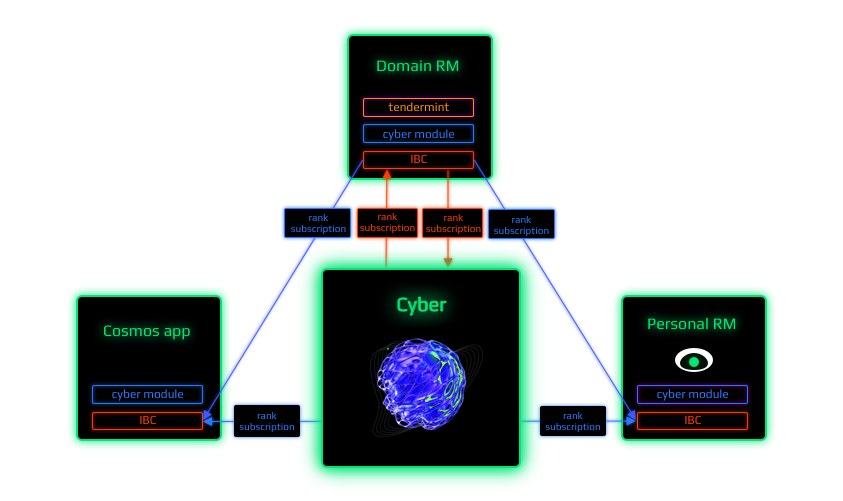 Domain RM
tendermint
cyber module
IBC
rank
subscription
rank
subscription
rank
subscription
rank
subscription
Cyber
Cosmos app
cyber module
IBC
Personal RM
cyber module
IBC
rank
subscription
rank
subscription